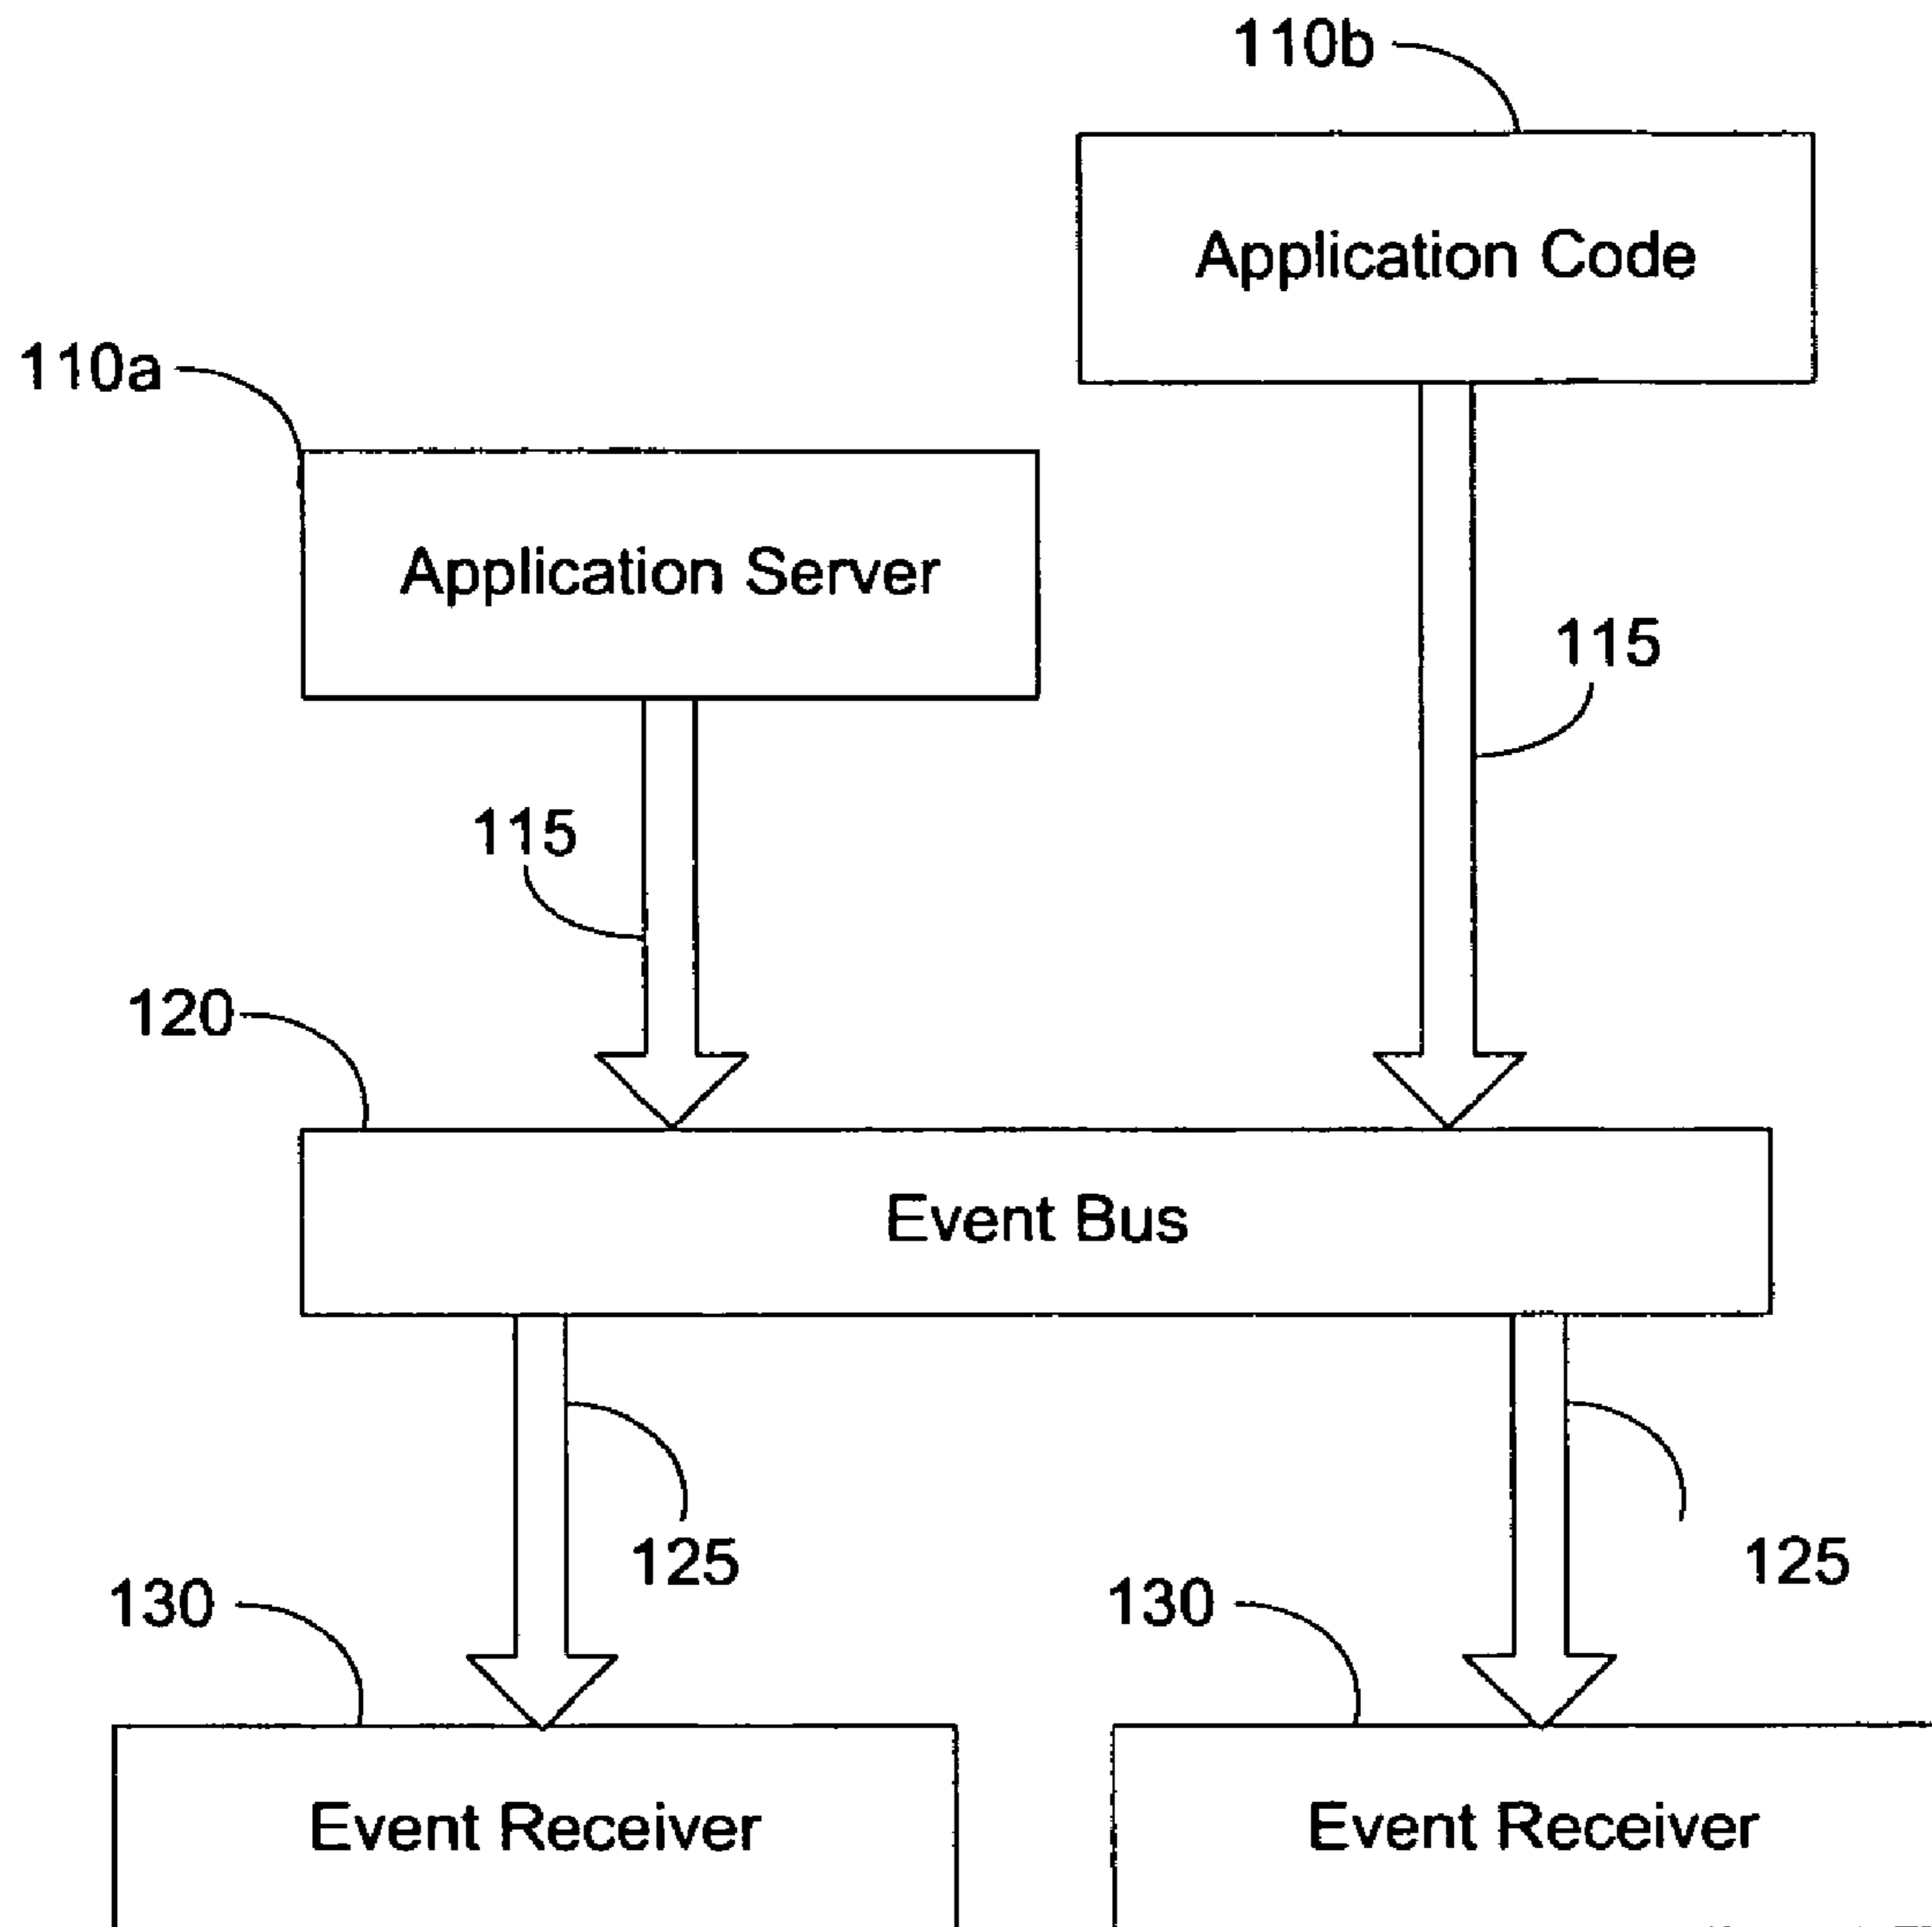 110b
Application Code
110a
Application Server
115
115
120
Event Bus
125
125
130
130
Event Receiver
Event Receiver